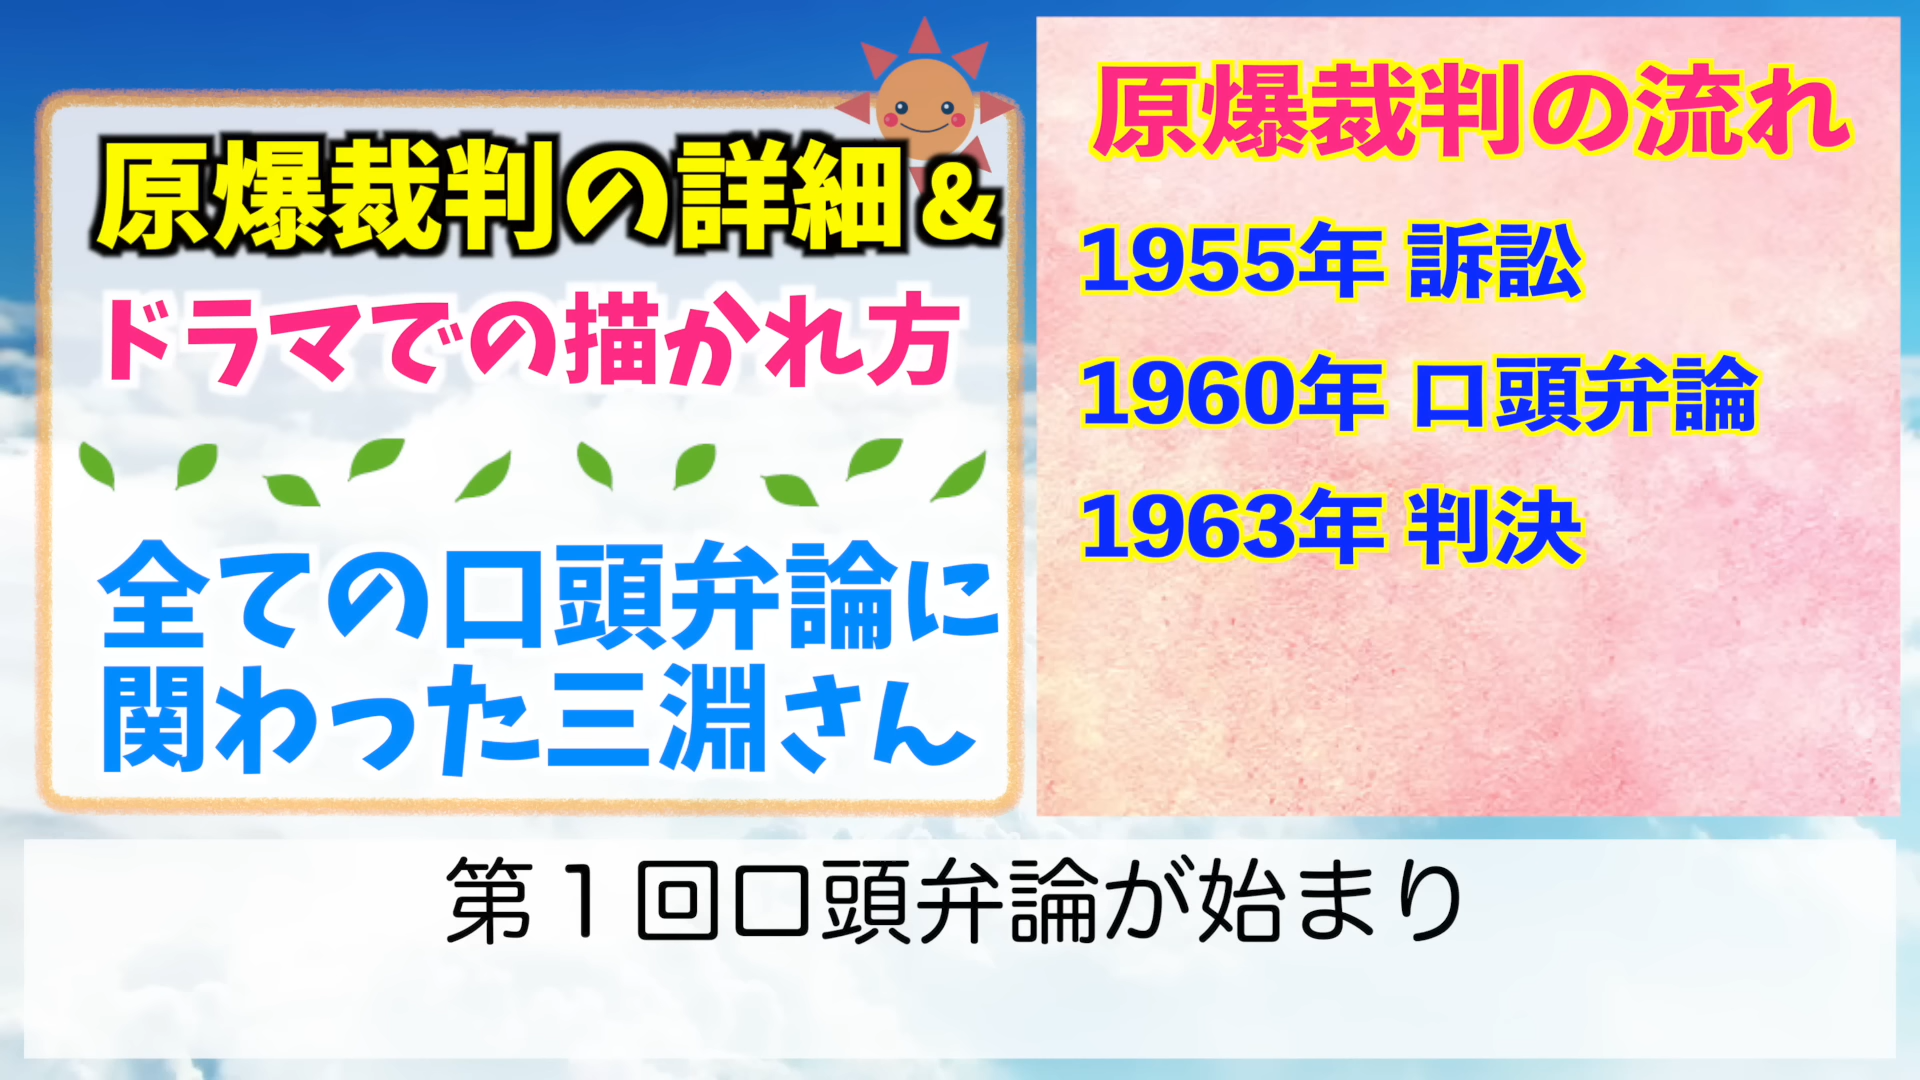 原爆裁判の詳細&
ドラマでの描かれ方
全ての口頭弁論に
関わった三淵さん
原爆裁判の流れ
1955年 訴訟
1960年 口頭弁論
1963年 判決
第１回口頭弁論が始まり